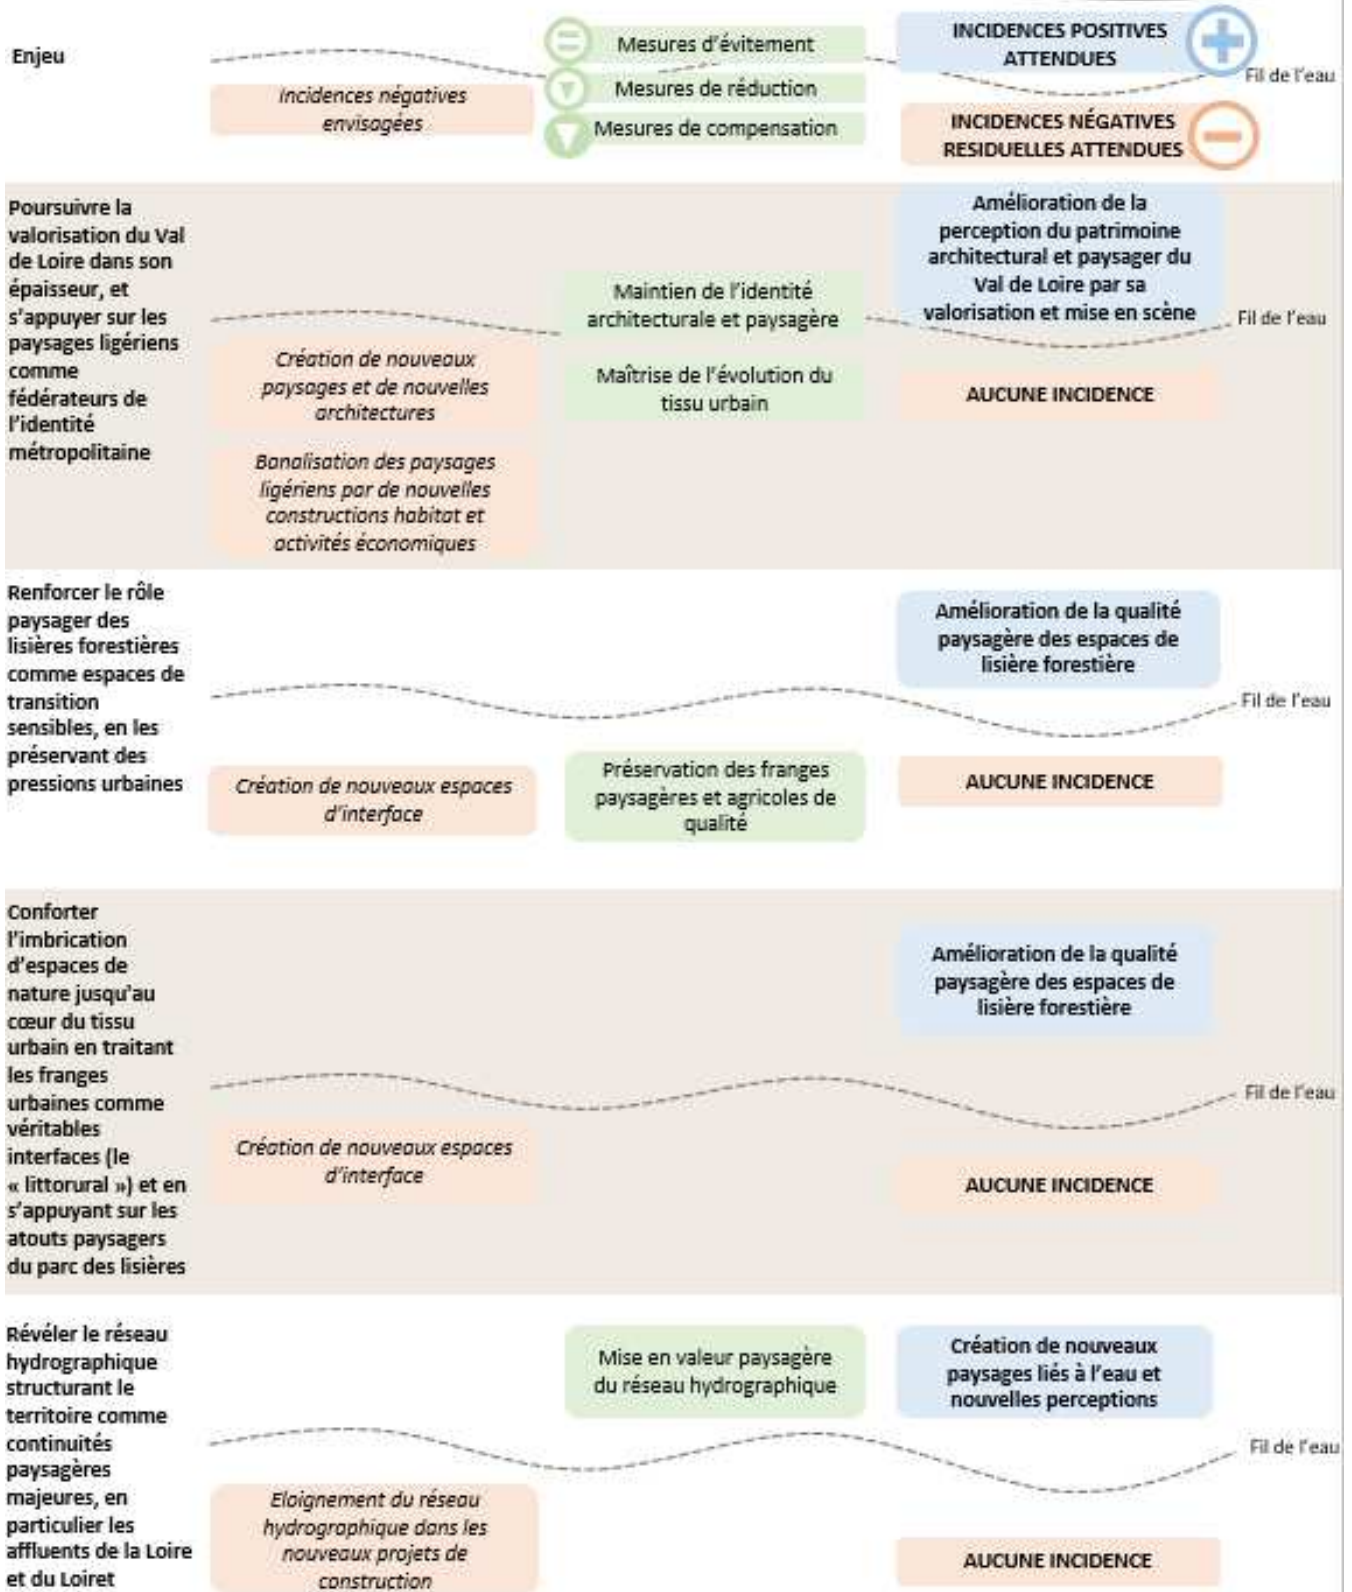 Enjeu
Incidences négatives
envisagées
Mesures d'évitement
Mesures de réduction
Mesures de compensation
INCIDENCES POSITIVES
ATTENDUES
Fil de l'eau
INCIDENCES NÉGATIVES
RESIDUELLES ATTENDUES
Poursuivre la
valorisation du Val
de Loire dans son
épaisseur, et
s'appuyer sur les
paysages ligériens
comme
fédérateurs de
l'identité
métropolitaine
Création de nouveaux
paysages et de nouvelles
architectures
Banalisation des paysages
ligériens par de nouvelles
constructions habitat et
activités économiques
Maintien de l'identité
architecturale et paysagère
Maîtrise de l'évolution du
tissu urbain
Amélioration de la
perception du patrimoine
architectural et paysager du
Val de Loire par sa
valorisation et mise en scène
Fil de l'eau
AUCUNE INCIDENCE
Renforcer le rôle
paysager des
lisières forestières
comme espaces de
transition
sensibles, en les
préservant des
pressions urbaines
Création de nouveaux espaces
d'interface
Préservation des franges
paysagères et agricoles de
qualité
Amélioration de la qualité
paysagère des espaces de
lisière forestière
Fil de l'eau
AUCUNE INCIDENCE
Conforter
l'imbrication
d'espaces de
nature jusqu'au
cœur du tissu
urbain en traitant
les franges
urbaines comme
véritables
interfaces (le
« littorural ») et en
s'appuyant sur les
atouts paysagers
du parc des lisières
Création de nouveaux espaces
d'interface
Amélioration de la qualité
paysagère des espaces de
lisière forestière
Fil de l'eau
AUCUNE INCIDENCE
Révéler le réseau
hydrographique
structurant le
territoire comme
continuités
paysagères
majeures, en
particulier les
affluents de la Loire
et du Loiret
Eloignement du réseau
hydrographique dans les
nouveaux projets de
construction
Mise en valeur paysagère
du réseau hydrographique
Création de nouveaux
paysages liés à l'eau et
nouvelles perceptions
Fil de l'eau
AUCUNE INCIDENCE